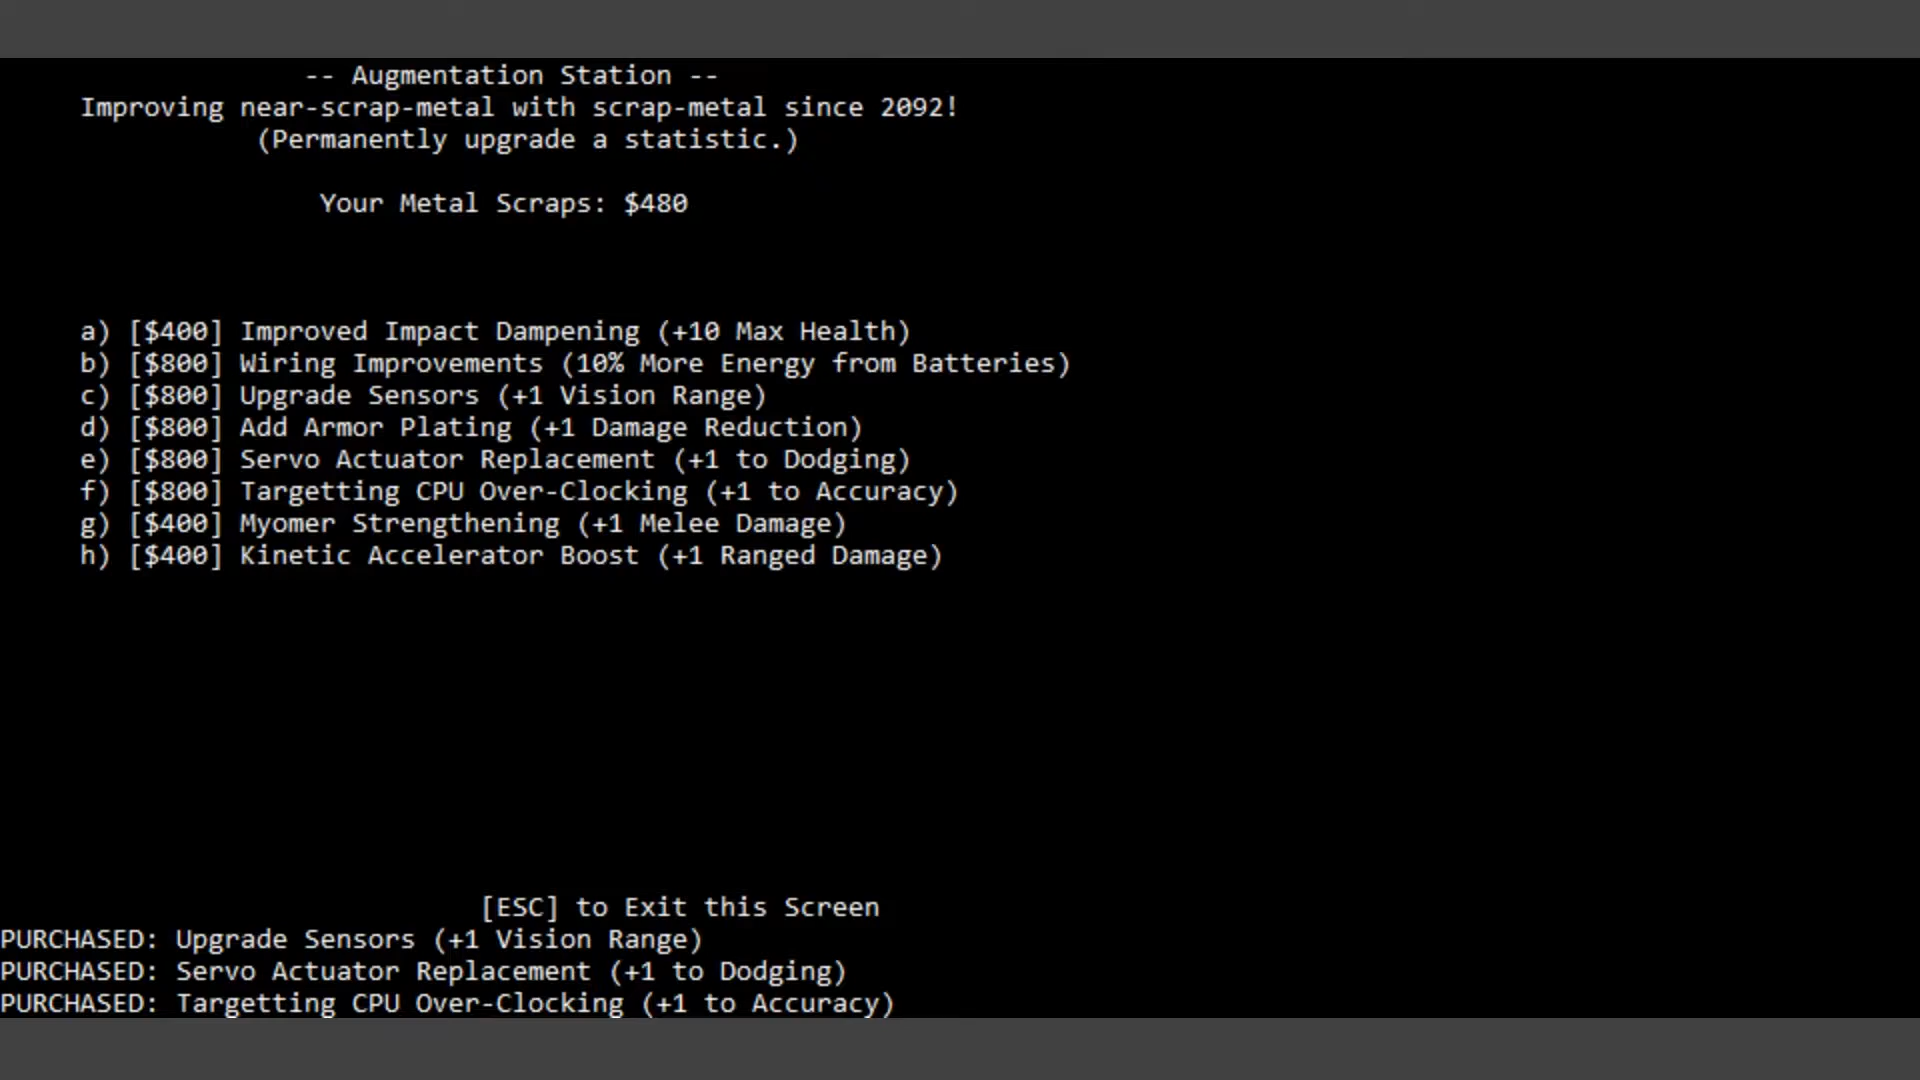 -- Augmentation Station --
Improving near-scrap-metal with scrap-metal since 2092!
(Permanently upgrade a statistic.)
Your Metal Scraps: $480
a) [$400] Improved Impact Dampening (+10 Max Health)
b) [$800] Wiring Improvements (10% More Energy from Batteries)
c) [$800] Upgrade Sensors (+1 Vision Range)
d) [$800] Add Armor Plating (+1 Damage Reduction)
e) [$800] Servo Actuator Replacement (+1 to Dodging)
f) [$800] Targetting CPU Over-Clocking (+1 to Accuracy)
g) [$400] Myomer Strengthening (+1 Melee Damage)
h) [$400] Kinetic Accelerator Boost (+1 Ranged Damage)
[ESC] to Exit this Screen
PURCHASED: Upgrade Sensors (+1 Vision Range)
PURCHASED: Servo Actuator Replacement (+1 to Dodging)
PURCHASED: Targetting CPU Over-Clocking (+1 to Accuracy)